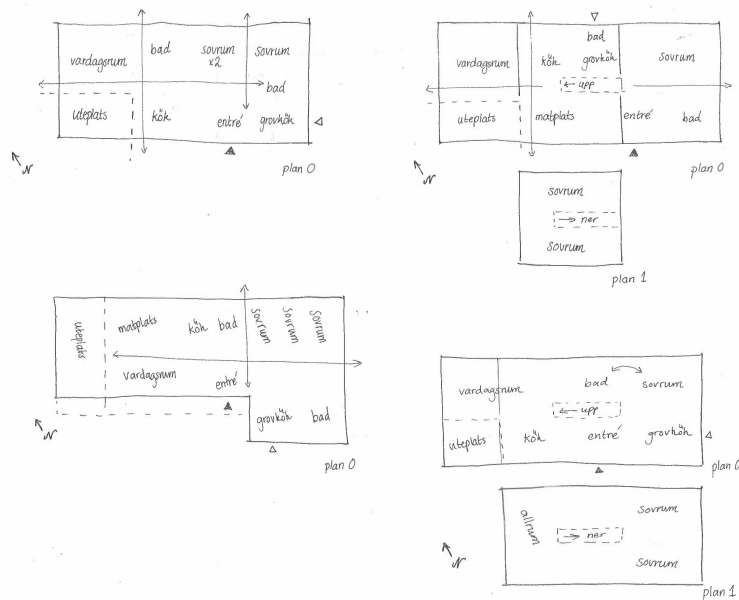 vardagsrum
bad
sovrum
x2
sovrum
bad
uteplats
kök
entré
grovkök
N
plan 0
bad
vardagsrum
kök
grovkök
sovrum
← upp
uteplats
matplats
entré
bad
N
plan 0
sovrum
→ ner
sovrum
plan 1
uteplats
matplats
kök
bad
sovrum
sovrum
sovrum
vardagsrum
entré
grovkök
bad
N
plan 0
vardagsrum
bad
sovrum
← upp
uteplats
kök
entré
grovkök
plan 0
allrum
sovrum
→ ner
sovrum
N
plan 1